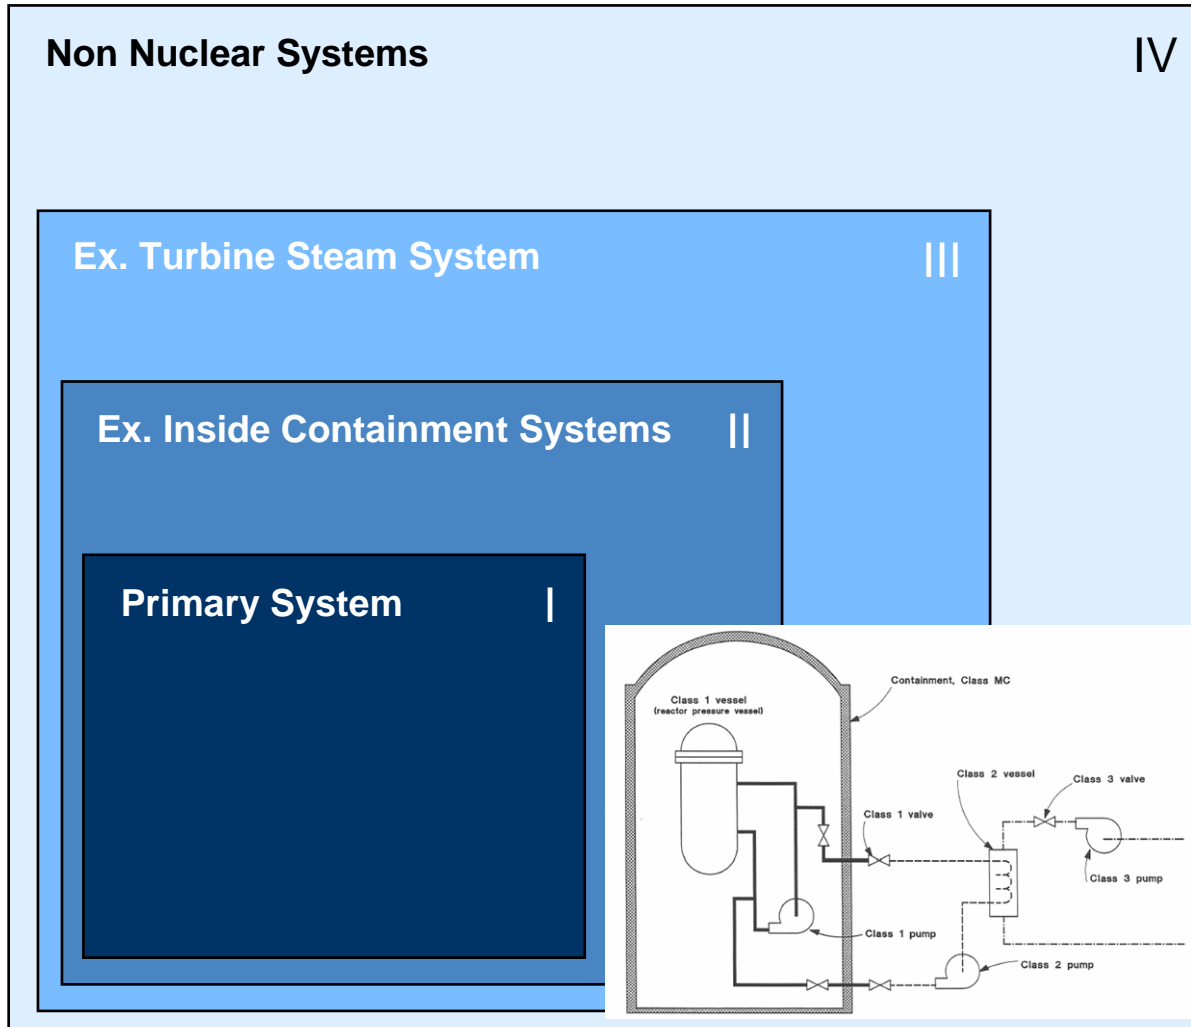 Non Nuclear Systems
IV
Ex. Turbine Steam System
III
Ex. Inside Containment Systems
II
Primary System
I
Containment, Class MC
Class 1 vessel
(reactor pressure vessel)
Class 2 vessel
Class 3 valve
Class 1 valve
Class 3 pump
Class 1 pump
Class 2 pump